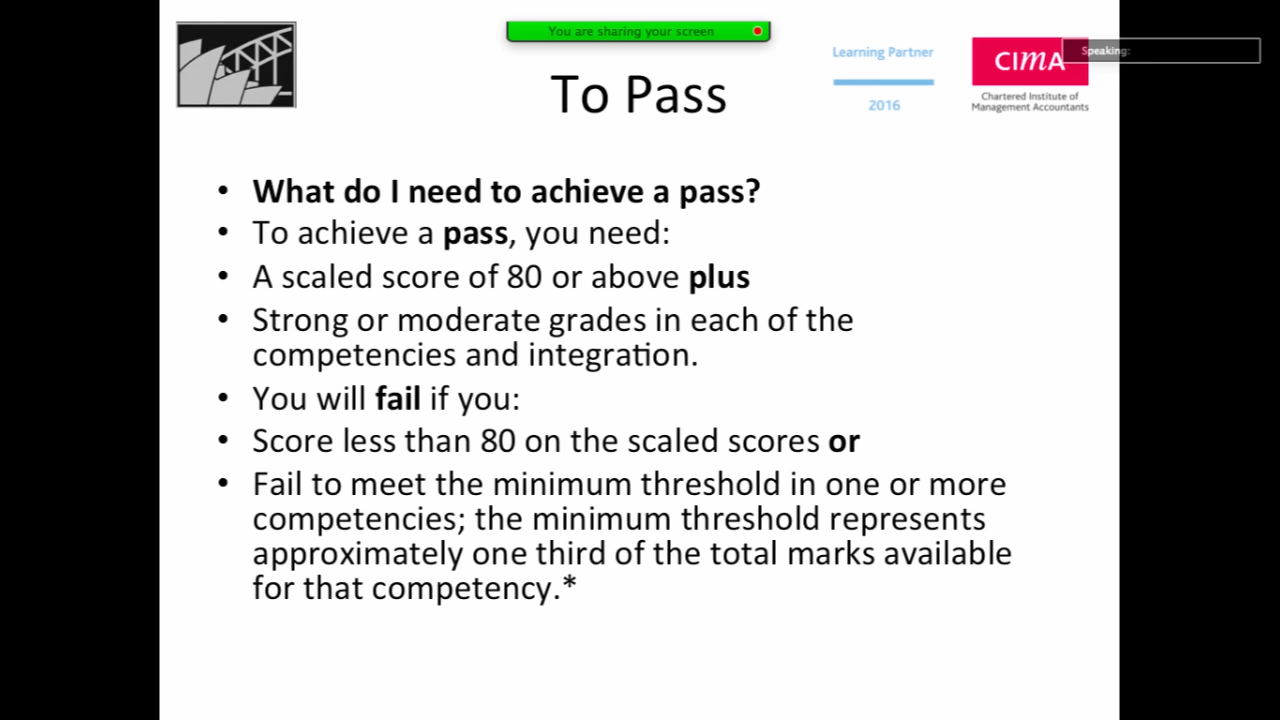 You are sharing your screen
Learning Partner
2016
CIMA
Chartered Institute of
Management Accountants
Speaking:
To Pass
• What do I need to achieve a pass?
• To achieve a pass, you need:
• A scaled score of 80 or above plus
• Strong or moderate grades in each of the
competencies and integration.
• You will fail if you:
• Score less than 80 on the scaled scores or
• Fail to meet the minimum threshold in one or more
competencies; the minimum threshold represents
approximately one third of the total marks available
for that competency.*